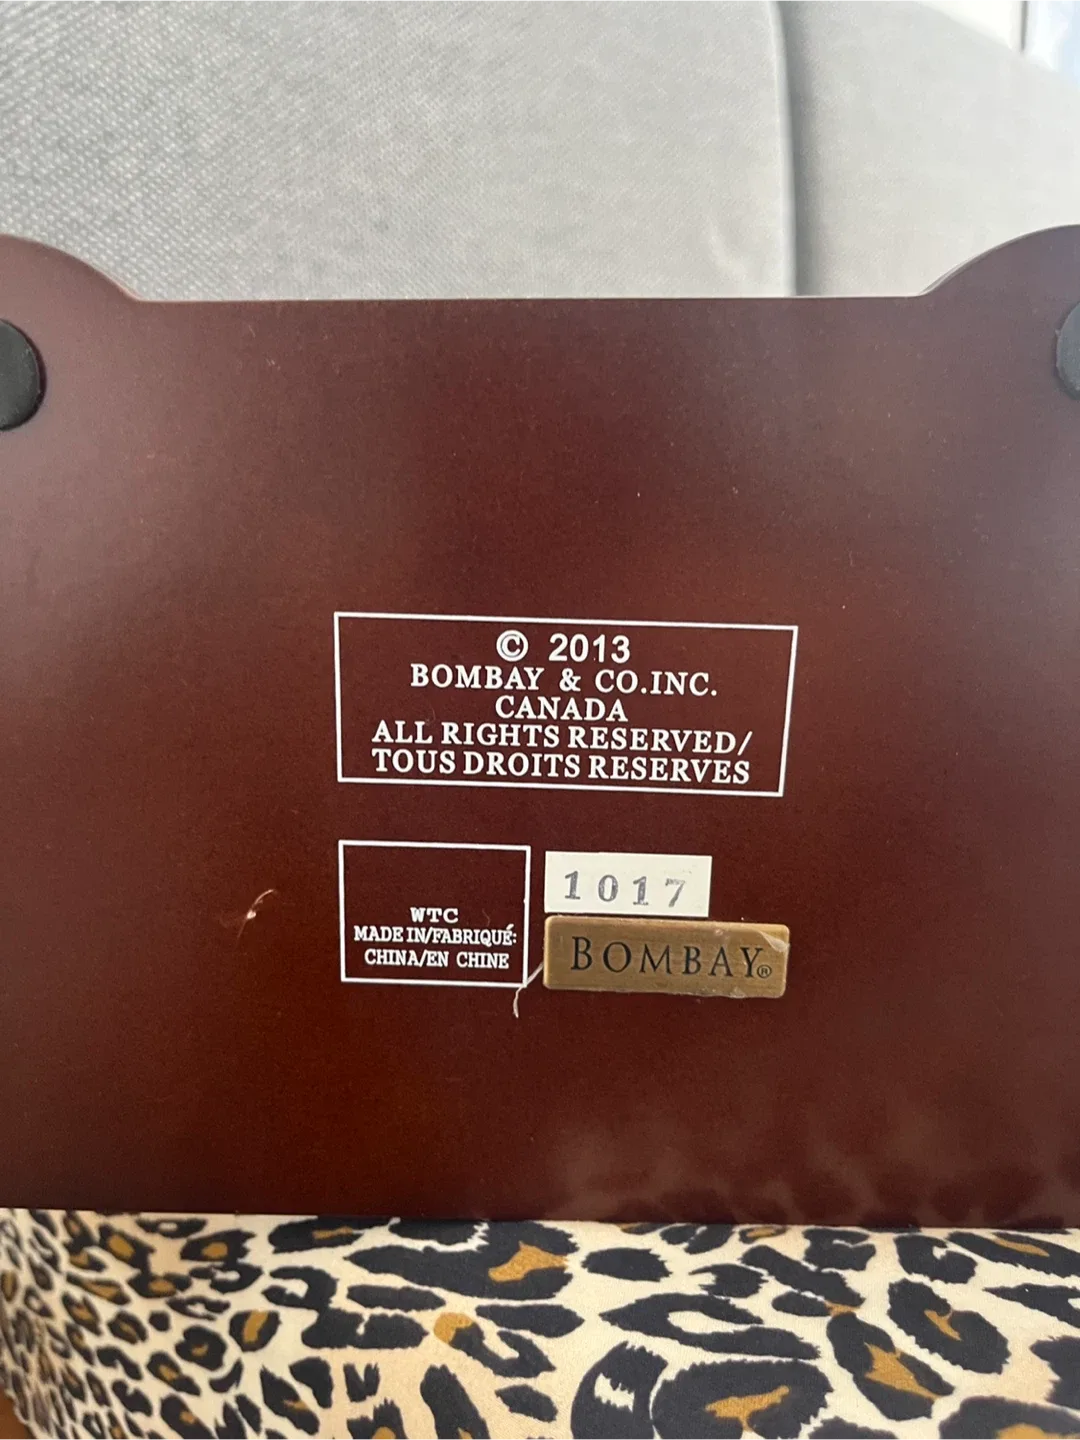 © 2013
BOMBAY & CO.INC.
CANADA
ALL RIGHTS RESERVED/
TOUS DROITS RESERVES
WTC
MADE IN/FABRIQUÉ:
CHINA/EN CHINE
1017
BOMBAY®